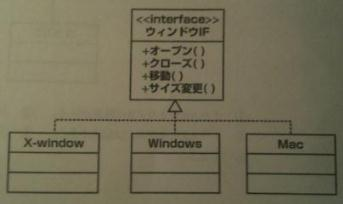 <<interface>>
ウィンドウIF
+オープン( )
+クローズ( )
+移動( )
+サイズ変更( )
X-window
Windows
Mac